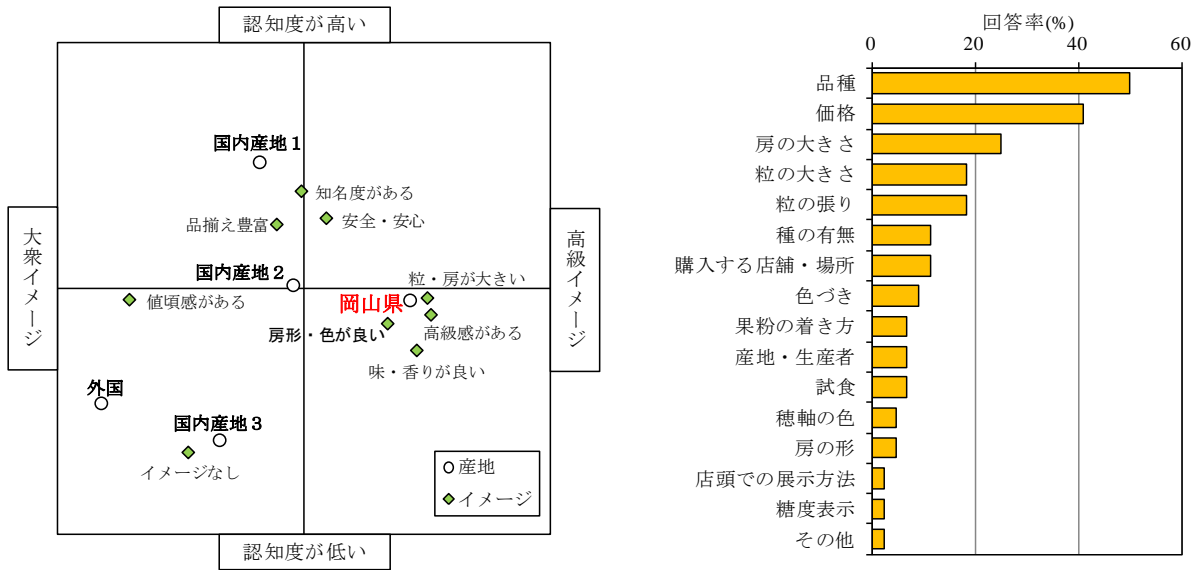 認知度が高い
国内産地1
知名度がある
品揃え豊富
安全・安心
大衆イメージ
高級イメージ
国内産地2
粒・房が大きい
値頃感がある
岡山県
房形・色が良い
高級感がある
味・香りが良い
外国
国内産地3
イメージなし
産地
イメージ
認知度が低い
回答率(%)
0 20 40 60
品種
価格
房の大きさ
粒の大きさ
粒の張り
種の有無
購入する店舗・場所
色づき
果粉の着き方
産地・生産者
試食
穂軸の色
房の形
店頭での展示方法
糖度表示
その他